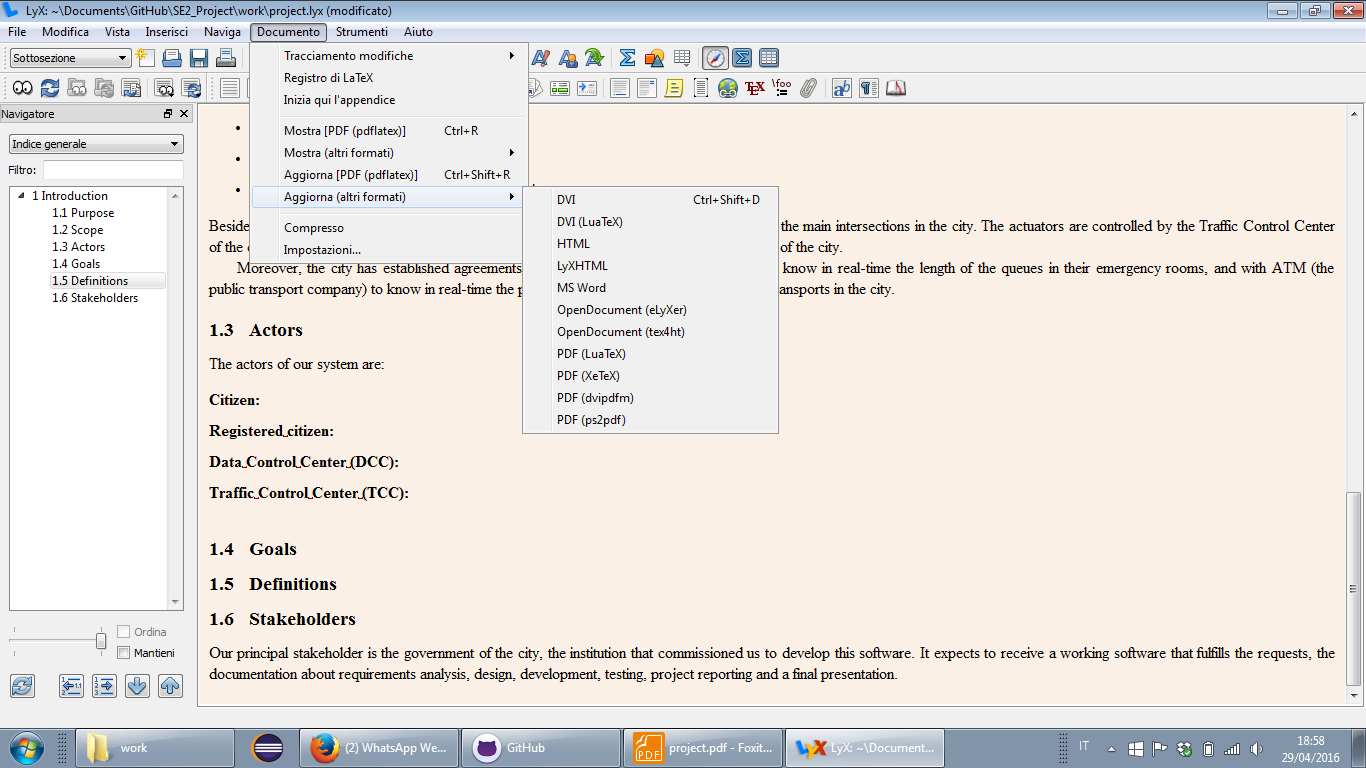 LyX: ~\Documents\GitHub\SE2_Project\work\project.lyx (modificato)
File Modifica Vista Inserisci Naviga Documento Strumenti Aiuto
Sottosezione
Tracciamento modifiche
Registro di LaTeX
Inizia qui l'appendice
Mostra [PDF (pdflatex)] Ctrl+R
Mostra (altri formati)
Aggiorna [PDF (pdflatex)] Ctrl+Shift+R
Aggiorna (altri formati)
Compresso
Impostazioni...
DVI Ctrl+Shift+D
DVI (LuaTeX)
HTML
LyXHTML
MS Word
OpenDocument (eLyXer)
OpenDocument (tex4ht)
PDF (LuaTeX)
PDF (XeTeX)
PDF (dvipdfm)
PDF (ps2pdf)
TEX
\foo
ab
Navigatore
Indice generale
Filtro:
1 Introduction
1.1 Purpose
1.2 Scope
1.3 Actors
1.4 Goals
1.5 Definitions
1.6 Stakeholders
Ordina
Mantieni
the main intersections in the city. The actuators are controlled by the Traffic Control Center
of the of the city.
Moreover, the city has established agreements know in real-time the length of the queues in their emergency rooms, and with ATM (the
public transport company) to know in real-time the in the city.
1.3 Actors
The actors of our system are:
Citizen:
Registered citizen:
Data Control Center (DCC):
Traffic Control Center (TCC):
1.4 Goals
1.5 Definitions
1.6 Stakeholders
Our principal stakeholder is the government of the city, the institution that commissioned us to develop this software. It expects to receive a working software that fulfills the requests, the
documentation about requirements analysis, design, development, testing, project reporting and a final presentation.
work
(2) WhatsApp We...
GitHub
PDF
project.pdf - Foxit...
LyX: ~\Document...
IT
18:58
29/04/2016